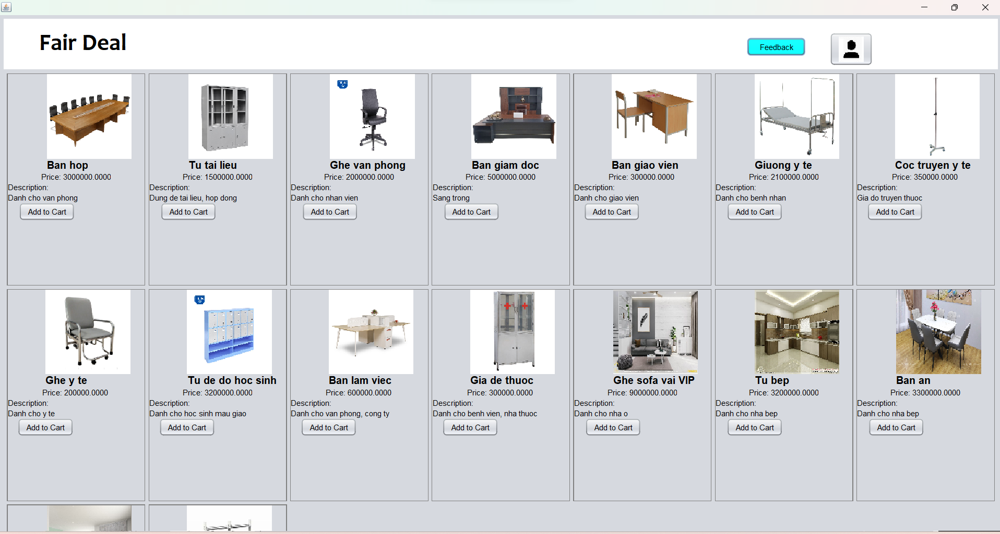 Fair Deal
Feedback
Ban hop
Price: 3000000.0000
Description:
Danh cho van phong
Add to Cart
Tu tai lieu
Price: 1500000.0000
Description:
Dung de tai lieu, hop dong
Add to Cart
Ghe van phong
Price: 2000000.0000
Description:
Danh cho nhan vien
Add to Cart
Ban giam doc
Price: 5000000.0000
Description:
Sang trong
Add to Cart
Ban giao vien
Price: 300000.0000
Description:
Danh cho giao vien
Add to Cart
Giuong y te
Price: 2100000.0000
Description:
Danh cho benh nhan
Add to Cart
Coc truyen y te
Price: 350000.0000
Description:
Gia do truyen thuoc
Add to Cart
Ghe y te
Price: 200000.0000
Description:
Danh cho y te
Add to Cart
Tu de do hoc sinh
Price: 3200000.0000
Description:
Danh cho hoc sinh mau giao
Add to Cart
Ban lam viec
Price: 600000.0000
Description:
Danh cho van phong, cong ty
Add to Cart
Gia de thuoc
Price: 300000.0000
Description:
Danh cho benh vien, nha thuoc
Add to Cart
Ghe sofa vai VIP
Price: 9000000.0000
Description:
Danh cho nha o
Add to Cart
Tu bep
Price: 3200000.0000
Description:
Danh cho nha bep
Add to Cart
Ban an
Price: 3300000.0000
Description:
Danh cho nha bep
Add to Cart